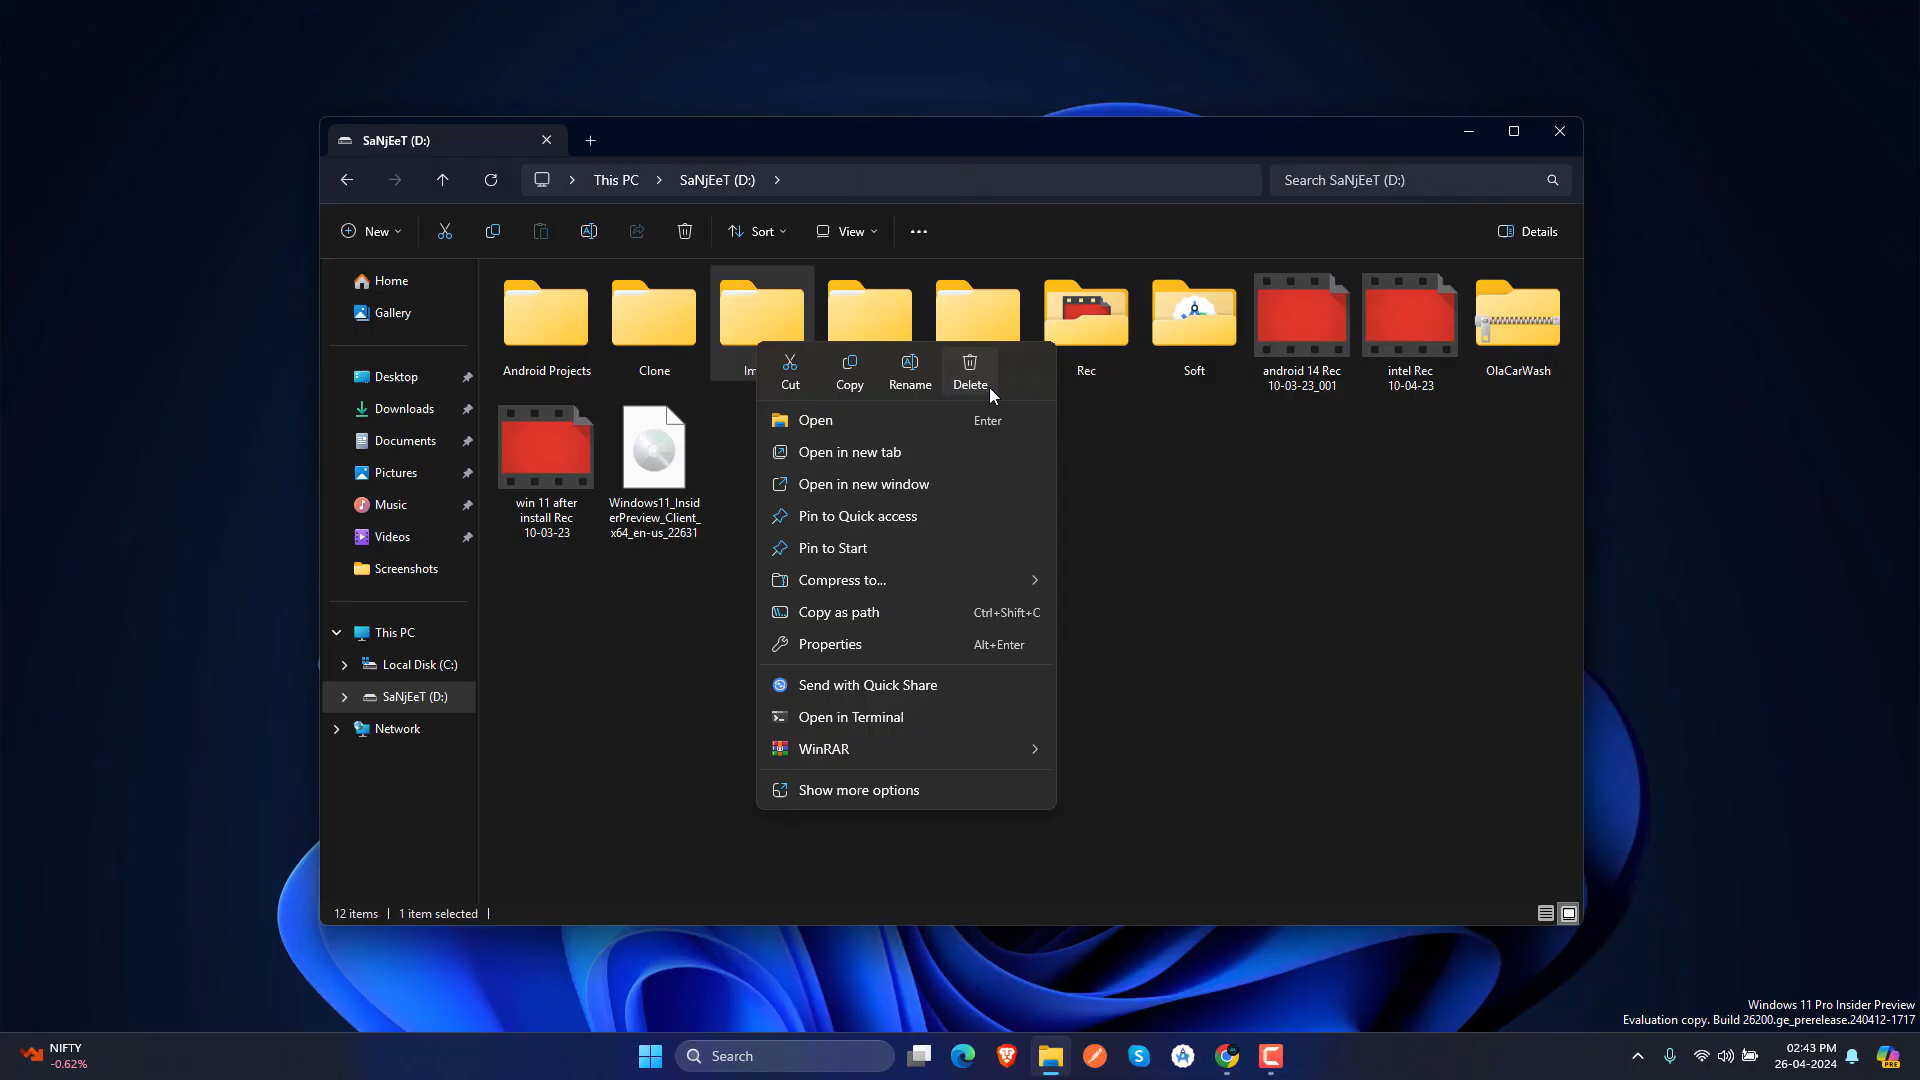 SaNjEeT (D:)
This PC
SaNjEeT (D:)
Search SaNjEeT (D:)
New
Sort
View
Details
Home
Gallery
Desktop
Downloads
Documents
Pictures
Music
Videos
Screenshots
This PC
Local Disk (C:)
SaNjEeT (D:)
Network
Android Projects
Clone
Rec
Soft
android 14 Rec
10-03-23_001
intel Rec
10-04-23
OlaCarWash
win 11 after
install Rec
10-03-23
Windows11_Insid
erPreview_Client_
x64_en-us_22631
Cut
Copy
Rename
Delete
Open Enter
Open in new tab
Open in new window
Pin to Quick access
Pin to Start
Compress to...
Copy as path Ctrl+Shift+C
Properties Alt+Enter
Send with Quick Share
Open in Terminal
WinRAR
Show more options
12 items
1 item selected
Windows 11 Pro Insider Preview
Evaluation copy. Build 26200.ge_prerelease.240412-1717
NIFTY
-0.62%
Search
02:43 PM
26-04-2024
PRE